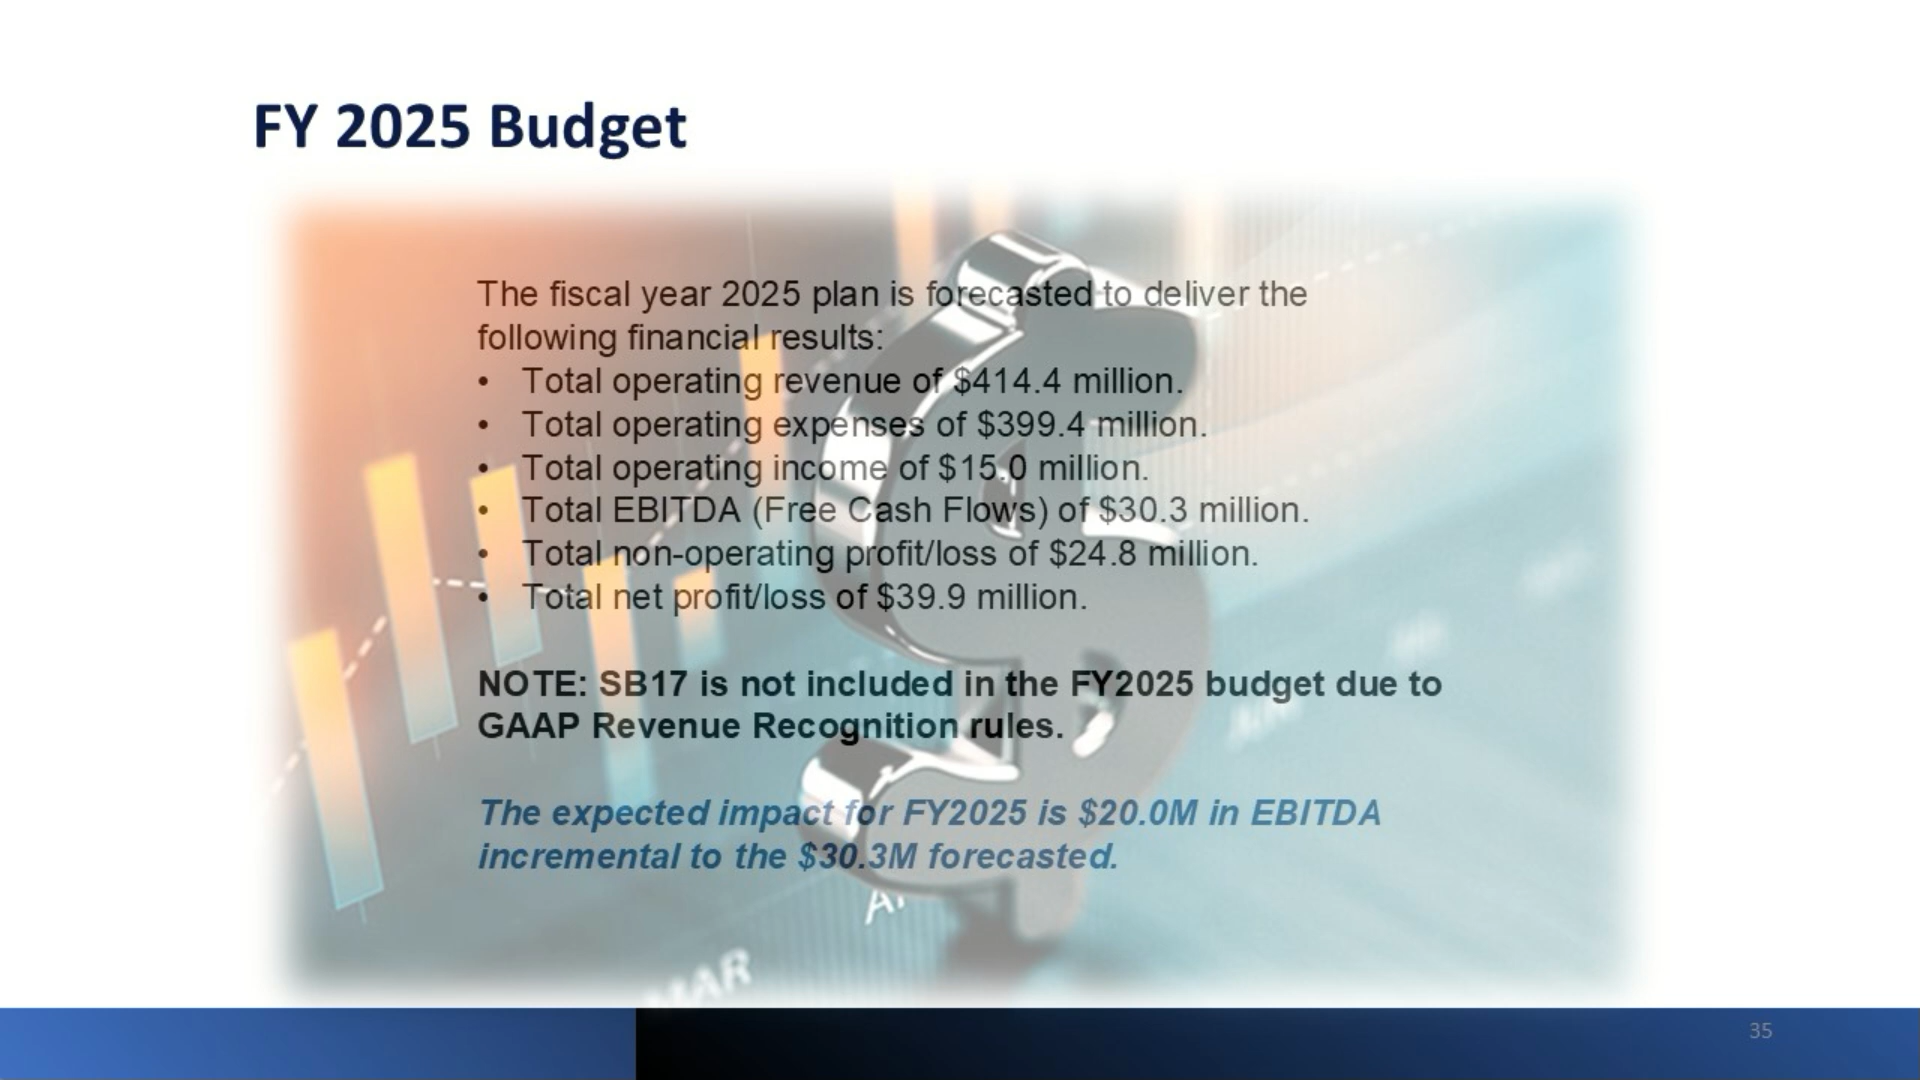 FY 2025 Budget
The fiscal year 2025 plan is forecasted to deliver the
following financial results:
• Total operating revenue of $414.4 million.
• Total operating expenses of $399.4 million.
• Total operating income of $15.0 million.
• Total EBITDA (Free Cash Flows) of $30.3 million.
• Total non-operating profit/loss of $24.8 million.
• Total net profit/loss of $39.9 million.
NOTE: SB17 is not included in the FY2025 budget due to
GAAP Revenue Recognition rules.
The expected impact for FY2025 is $20.0M in EBITDA
incremental to the $30.3M forecasted.
MAR
35